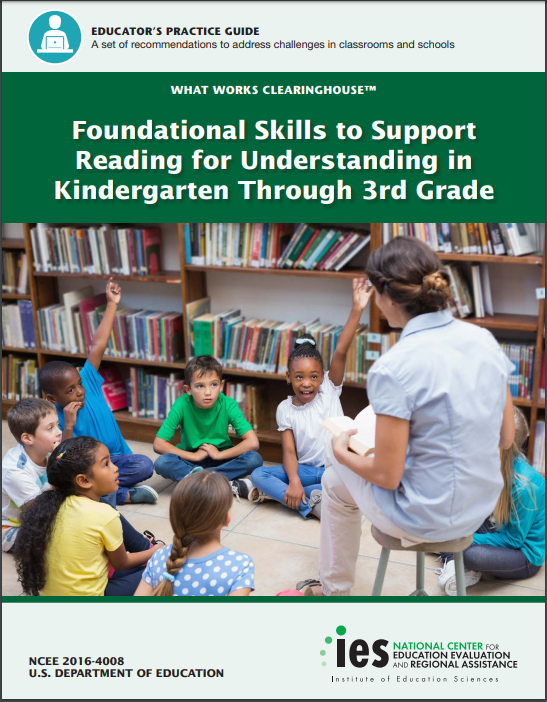 EDUCATOR'S PRACTICE GUIDE
A set of recommendations to address challenges in classrooms and schools
WHAT WORKS CLEARINGHOUSE™
Foundational Skills to Support
Reading for Understanding in
Kindergarten Through 3rd Grade
NCEE 2016-4008
U.S. DEPARTMENT OF EDUCATION
ies
NATIONAL CENTER FOR
EDUCATION EVALUATION
AND REGIONAL ASSISTANCE
Institute of Education Sciences